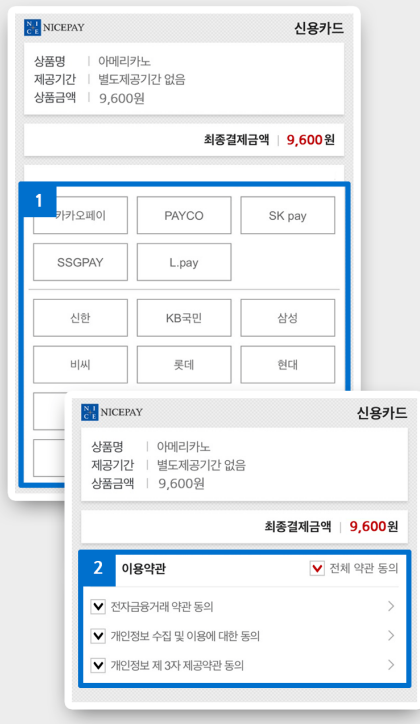 NICE NICEPAY 신용카드
상품명 아메리카노
제공기간 별도제공기간 없음
상품금액 9,600원
최종결제금액 9,600원
1
카카오페이 PAYCO SK pay
SSGPAY L.pay
신한 KB국민 삼성
비씨 롯데 현대
NICE NICEPAY 신용카드
상품명 아메리카노
제공기간 별도제공기간 없음
상품금액 9,600원
최종결제금액 9,600원
2 이용약관 전체 약관 동의
전자금융거래 약관 동의
개인정보 수집 및 이용에 대한 동의
개인정보 제 3자 제공약관 동의